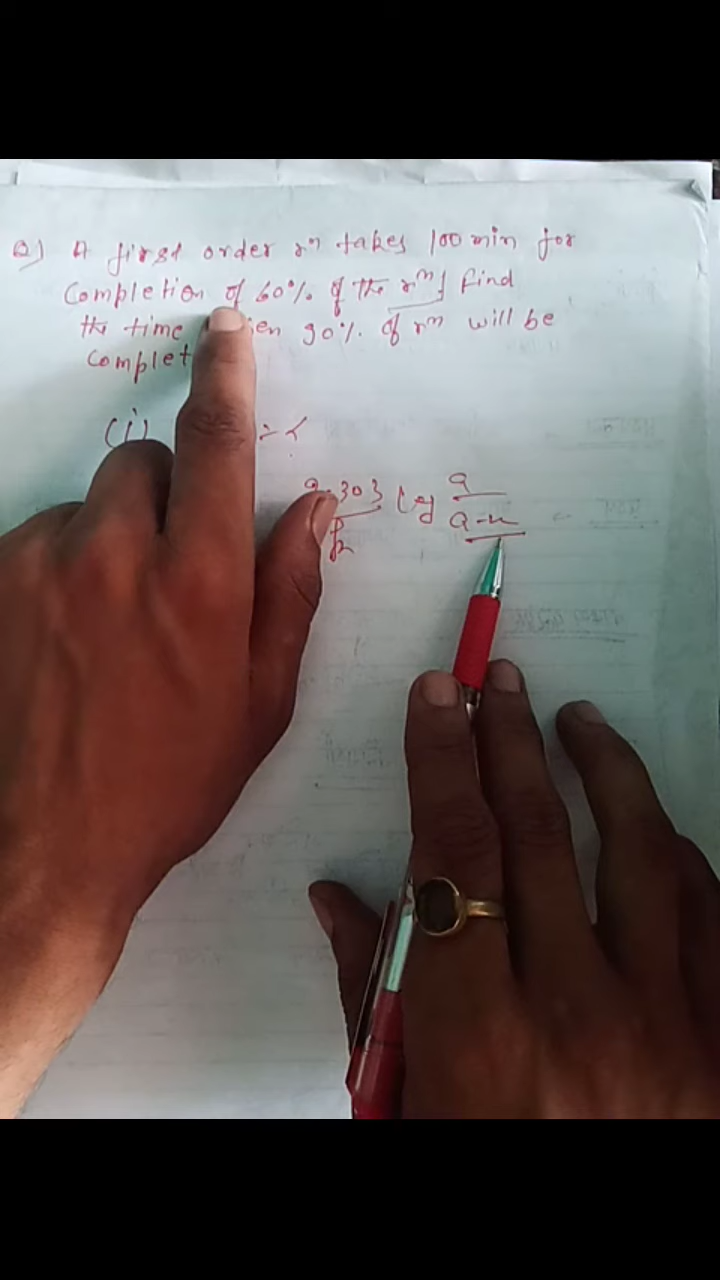 Q) A first order rⁿ takes 100 min for
Completion of 60% of the rⁿ find
the time 90% of rⁿ will be
Complet
(i)
2.303 log a
k a-x